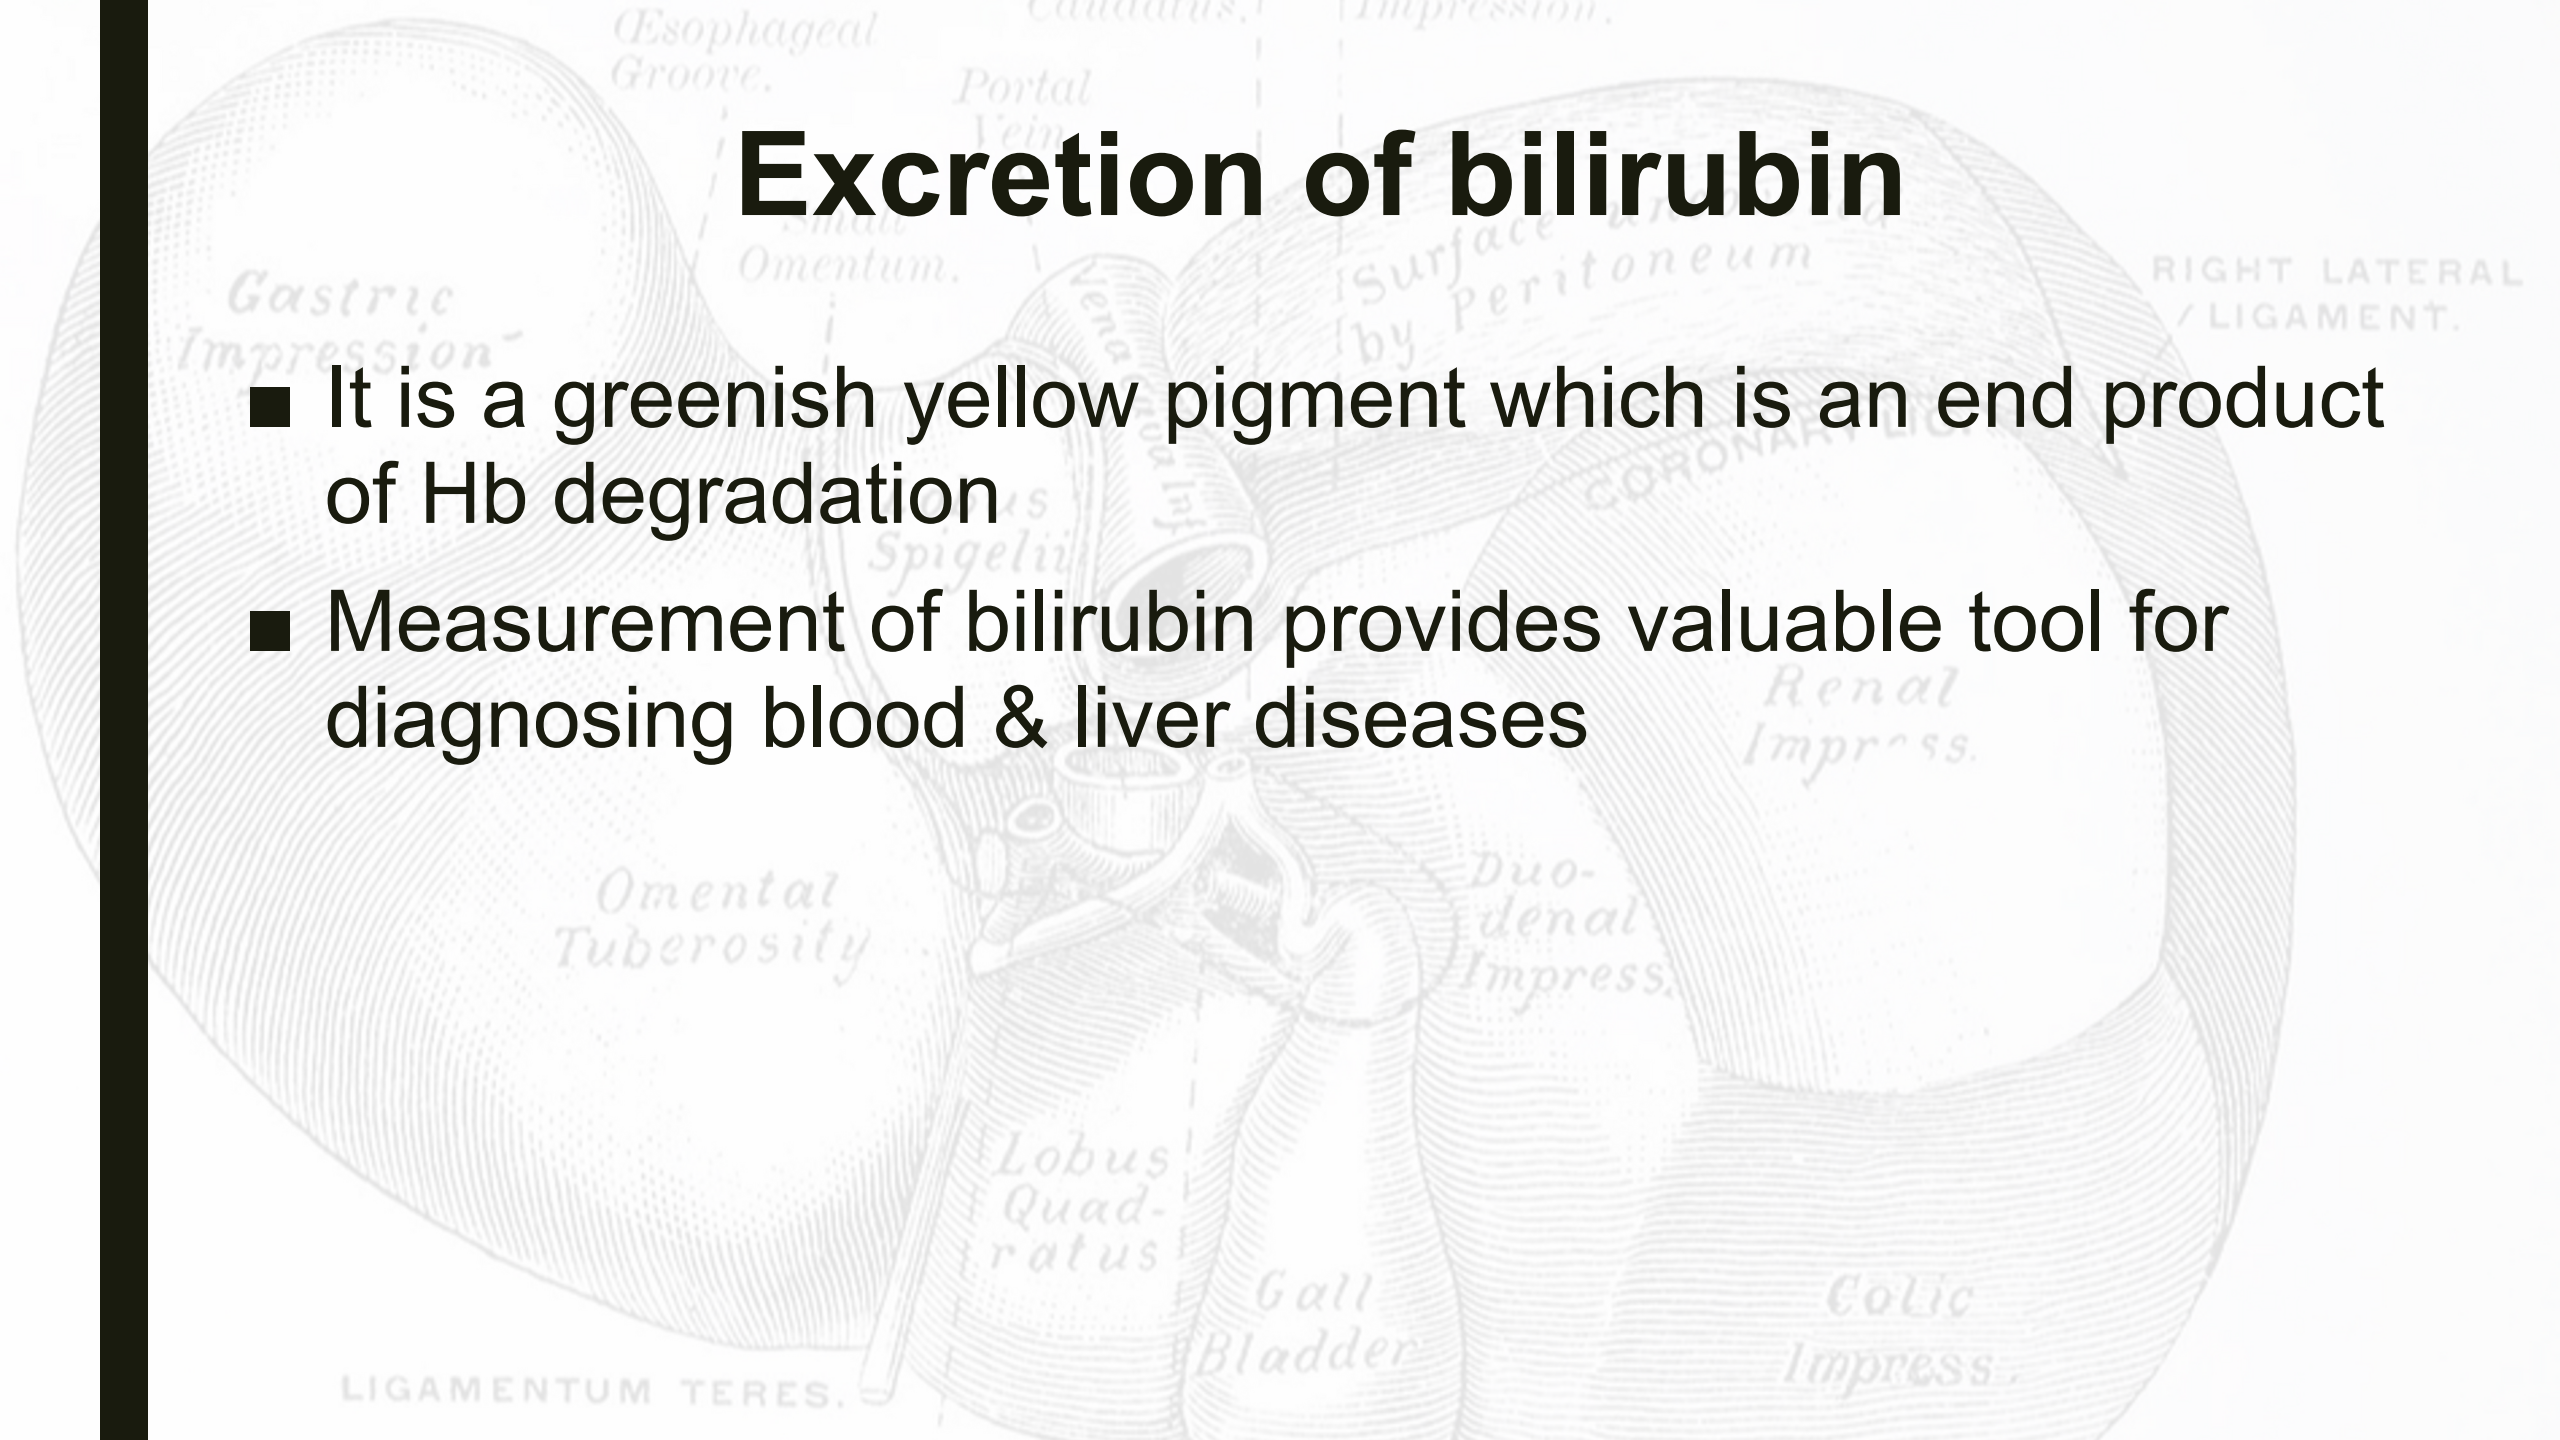 Œsophageal
Groove.
Portal
Vein
Impression.
Excretion of bilirubin
Small
Omentum.
Surface
by Peritoneum
RIGHT LATERAL
LIGAMENT.
Gastric
Impression
Vena
■ It is a greenish yellow pigment which is an end product
of Hb degradation
CORONARY
Spigelii
■ Measurement of bilirubin provides valuable tool for
diagnosing blood & liver diseases
Renal
Impress.
Omental
Tuberosity
Duo-
denal
Impress.
Lobus
Quad-
ratus
Gall
Bladder
Colic
Impress.
LIGAMENTUM TERES.